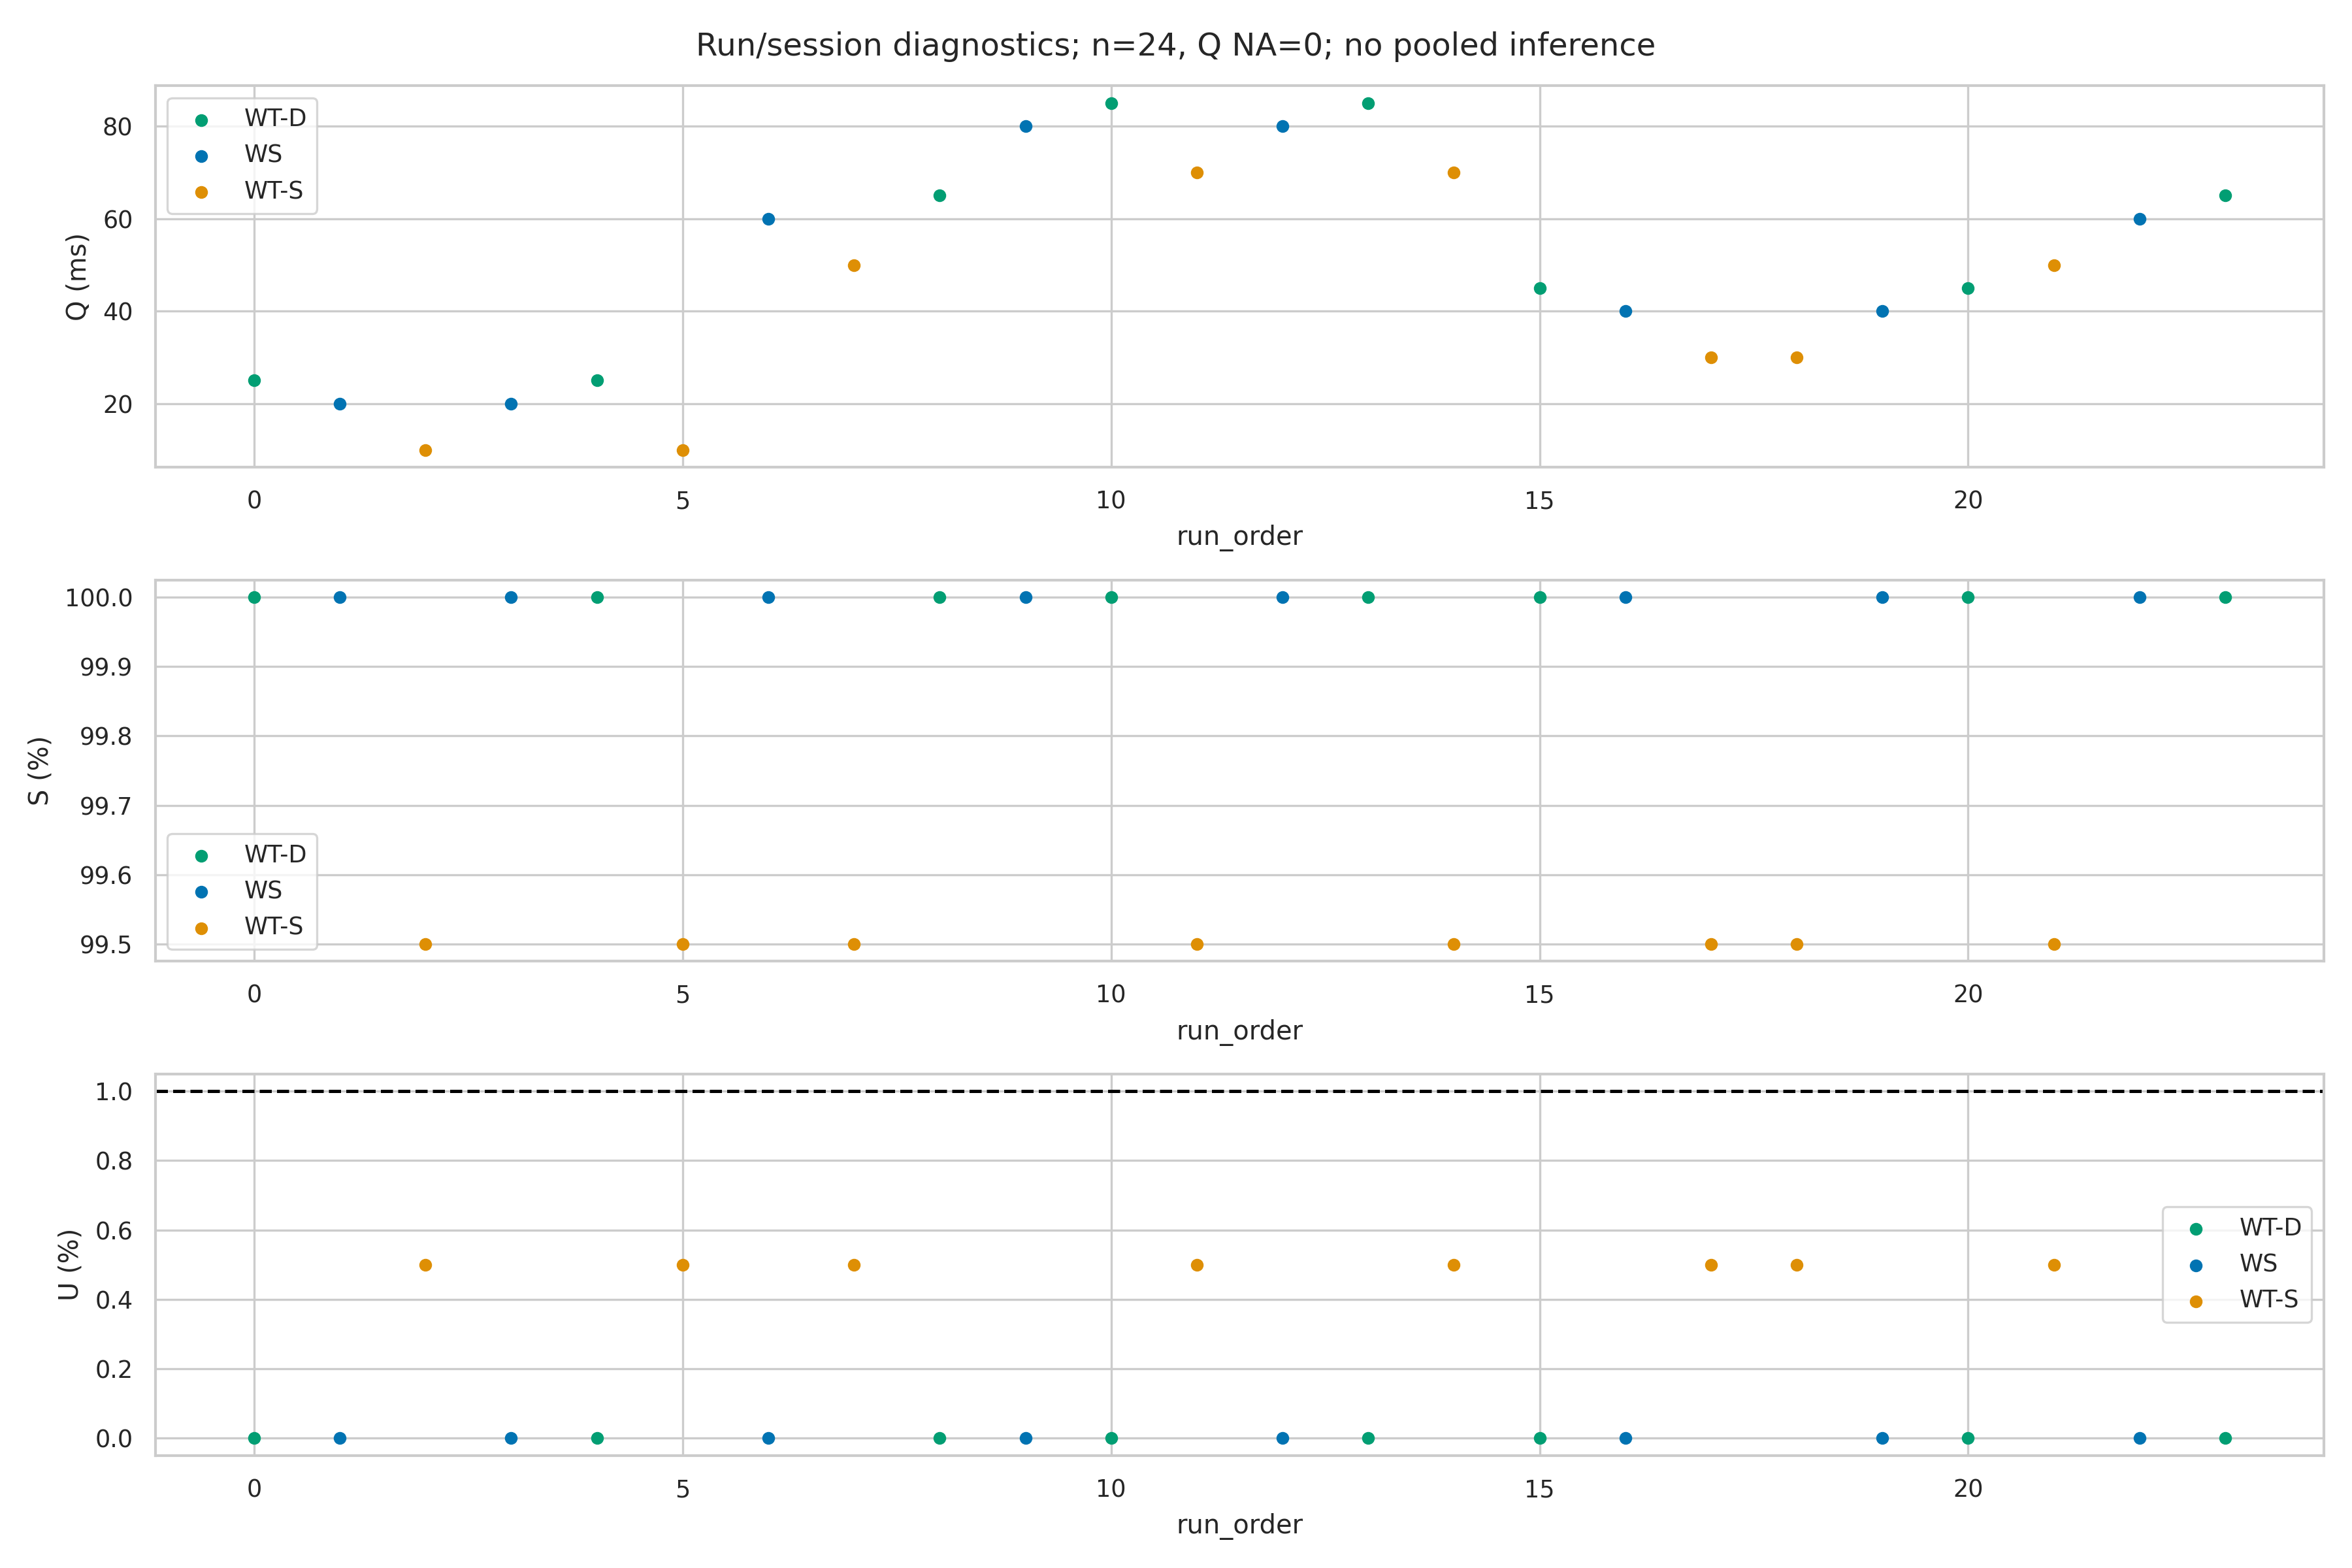 Run/session diagnostics; n=24, Q NA=0; no pooled inference
WT-D
WS
WT-S
Q (ms)
80
60
40
20
0 5 10 15 20
run_order
S (%)
100.0
99.9
99.8
99.7
99.6
99.5
WT-D
WS
WT-S
0 5 10 15 20
run_order
U (%)
1.0
0.8
0.6
0.4
0.2
0.0
WT-D
WS
WT-S
0 5 10 15 20
run_order